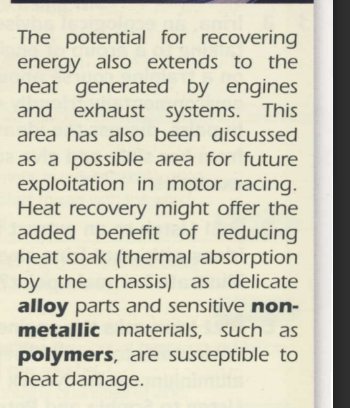 The potential for recovering
energy also extends to the
heat generated by engines
and exhaust systems. This
area has also been discussed
as a possible area for future
exploitation in motor racing.
Heat recovery might offer the
added benefit of reducing
heat soak (thermal absorption
by the chassis) as delicate
alloy parts and sensitive non-
metallic materials, such as
polymers, are susceptible to
heat damage.